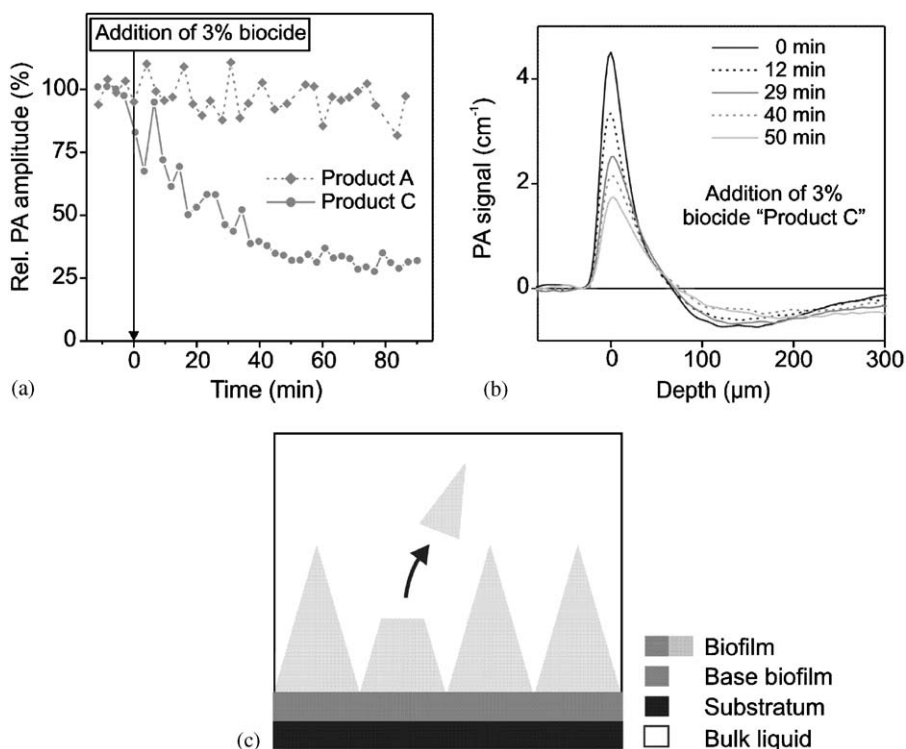 Addition of 3% biocide
Rel. PA amplitude (%)
100
75
50
25
0
Product A
Product C
0
20
40
60
80
Time (min)
(a)
PA signal (cm⁻¹)
4
2
0
0 min
12 min
29 min
40 min
50 min
Addition of 3%
biocide “Product C”
0
100
200
300
Depth (µm)
(b)
Biofilm
Base biofilm
Substratum
Bulk liquid
(c)